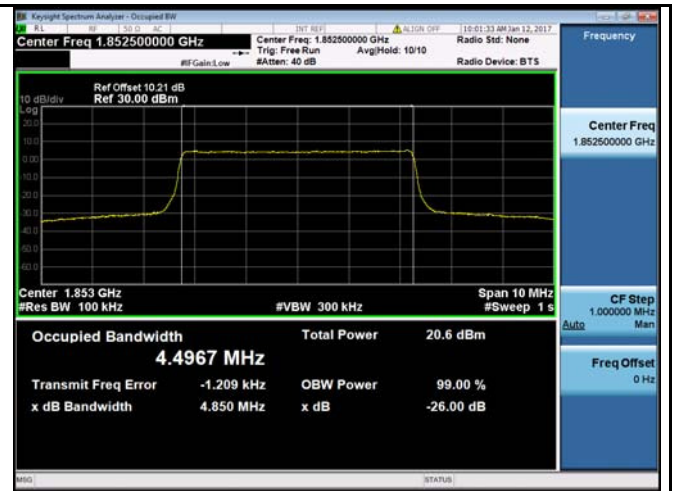 Keysight Spectrum Analyzer - Occupied BW
RL RF 50 Ω AC INT REF ALIGN OFF 10:01:33 AM Jan 12, 2017
Center Freq 1.852500000 GHz Center Freq: 1.852500000 GHz Radio Std: None Frequency
Trig: Free Run Avg|Hold: 10/10
#IFGain:Low #Atten: 40 dB Radio Device: BTS
Ref Offset 10.21 dB
10 dB/div Ref 30.00 dBm
Log
20.0
10.0
0.00
-10.0
-20.0
-30.0
-40.0
-50.0
-60.0
Center Freq
1.852500000 GHz
Center 1.853 GHz Span 10 MHz
#Res BW 100 kHz #VBW 300 kHz #Sweep 1 s
CF Step
1.000000 MHz
Auto Man
Occupied Bandwidth Total Power 20.6 dBm
4.4967 MHz
Freq Offset
0 Hz
Transmit Freq Error -1.209 kHz OBW Power 99.00 %
x dB Bandwidth 4.850 MHz x dB -26.00 dB
MSG STATUS